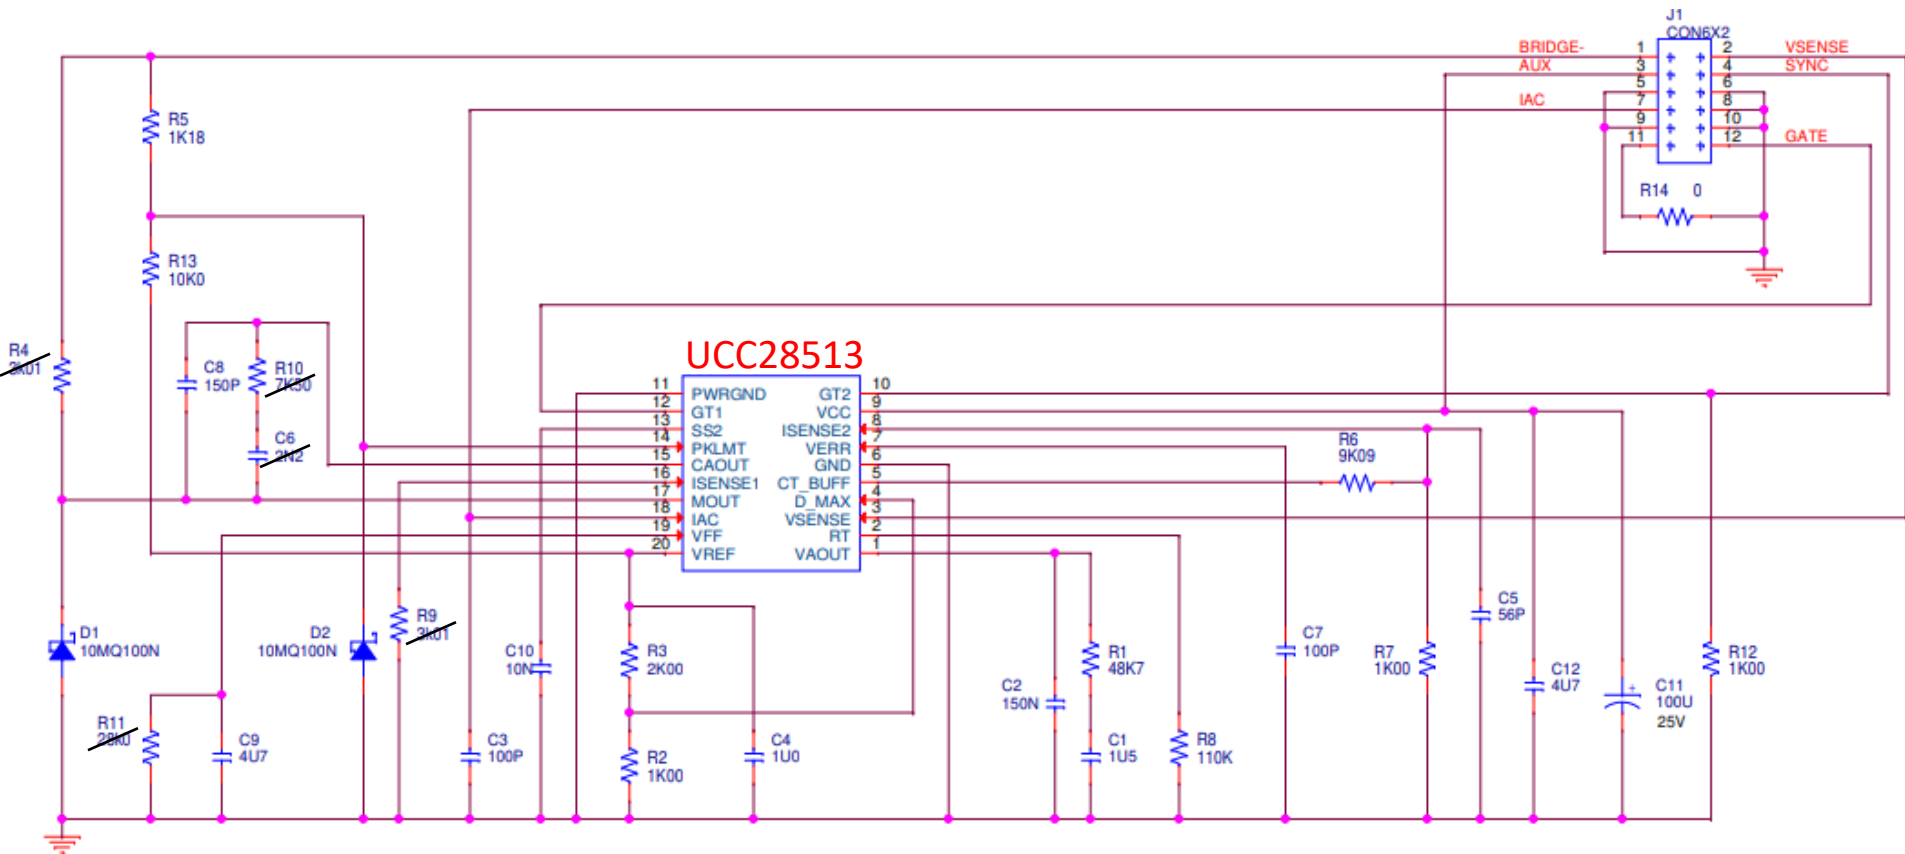 J1
CON6X2
BRIDGE-
1
2
VSENSE
AUX
3
4
SYNC
5
6
IAC
7
8
9
10
11
12
GATE
R14 0
R5
1K18
R13
10K0
R4
3k01
C8
150P
R10
7K50
C6
2N2
UCC28513
11
PWRGND
GT2
10
12
GT1
VCC
9
13
SS2
ISENSE2
8
14
PKLMT
VERR
7
15
CAOUT
GND
6
16
ISENSE1
CT_BUFF
5
17
MOUT
D_MAX
4
18
IAC
VSENSE
3
19
VFF
RT
2
20
VREF
VAOUT
1
R6
9K09
D1
10MQ100N
D2
10MQ100N
R9
3k01
C10
10N
R3
2K00
R1
48K7
C7
100P
R7
1K00
C5
56P
R12
1K00
C2
150N
C12
4U7
C11
100U
25V
+
R11
28k0
C9
4U7
C3
100P
R2
1K00
C4
1U0
C1
1U5
R8
110K